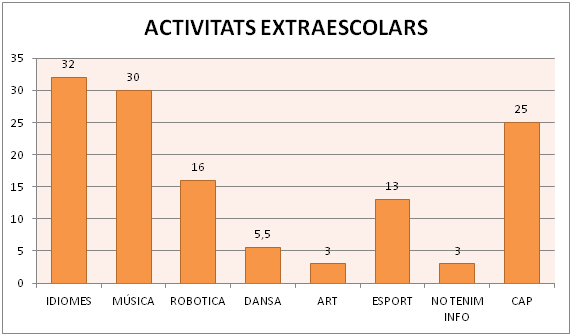 ACTIVITATS EXTRAESCOLARS
35
30
25
20
15
10
5
0
32
30
16
5,5
3
13
3
25
IDIOMES
MÚSICA
ROBOTICA
DANSA
ART
ESPORT
NO TENIM
INFO
CAP